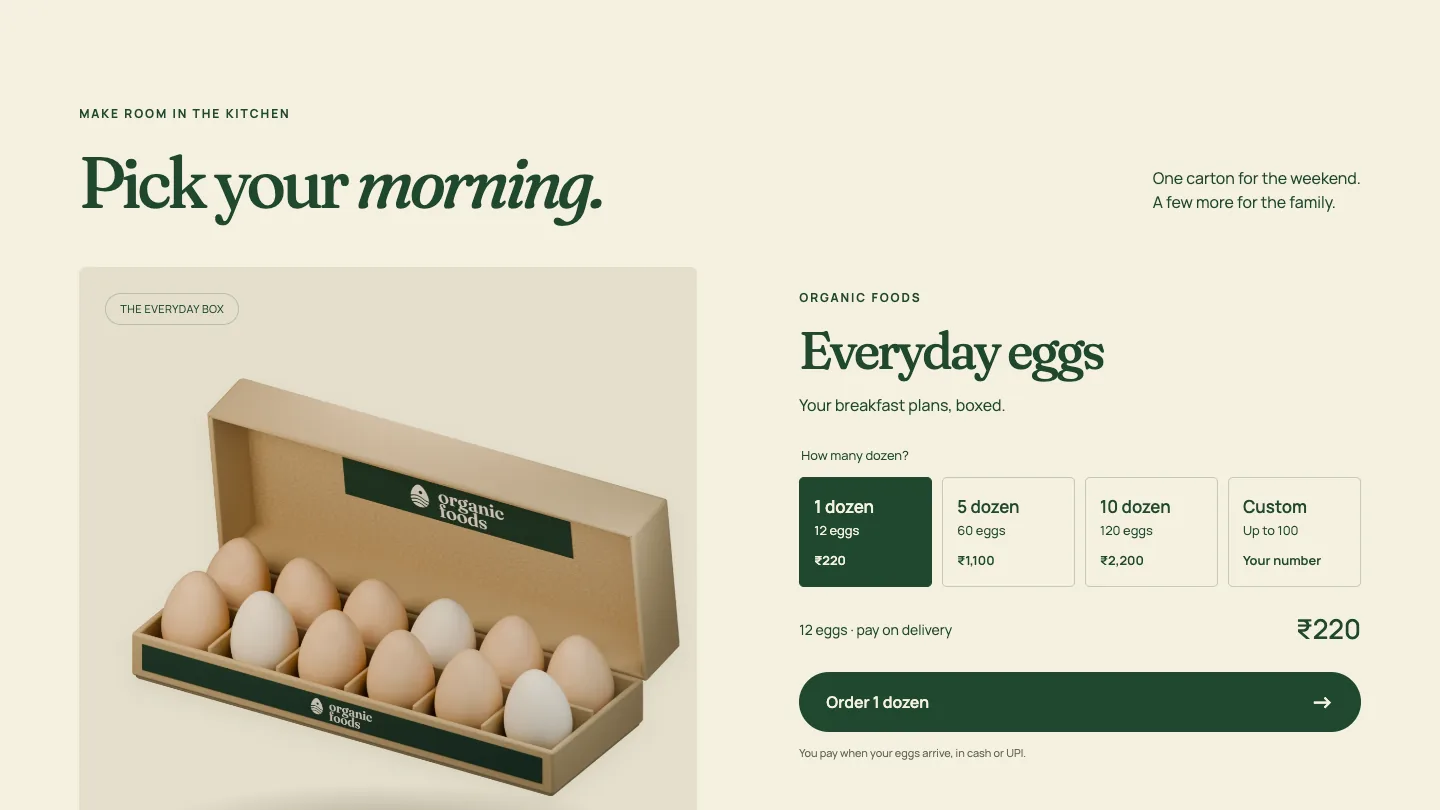 MAKE ROOM IN THE KITCHEN
Pick your morning.
One carton for the weekend.
A few more for the family.
THE EVERYDAY BOX
organic
foods
organic
foods
ORGANIC FOODS
Everyday eggs
Your breakfast plans, boxed.
How many dozen?
1 dozen
12 eggs
₹220
5 dozen
60 eggs
₹1,100
10 dozen
120 eggs
₹2,200
Custom
Up to 100
Your number
12 eggs · pay on delivery
₹220
Order 1 dozen →
You pay when your eggs arrive, in cash or UPI.